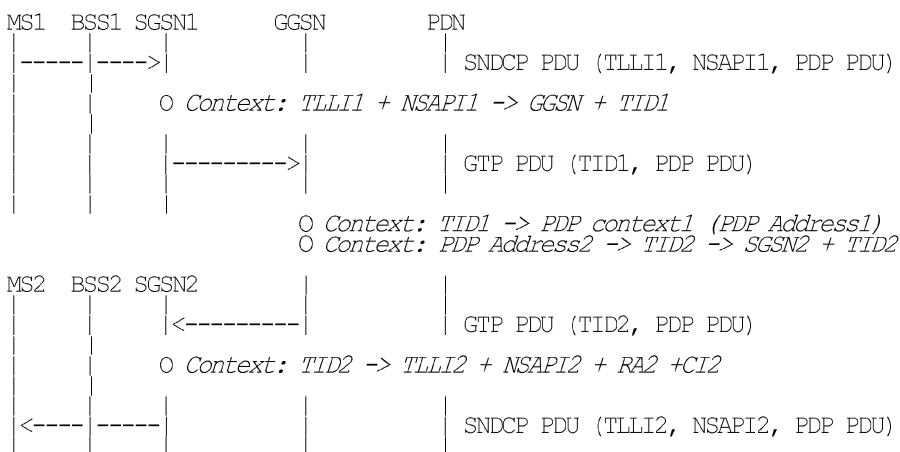 MS1 BSS1 SGSN1 GGSN PDN
SNDCP PDU (TLLI1, NSAPI1, PDP PDU)
O Context: TLLI1 + NSAPI1 -> GGSN + TID1
GTP PDU (TID1, PDP PDU)
O Context: TID1 -> PDP context1 (PDP Address1)
O Context: PDP Address2 -> TID2 -> SGSN2 + TID2
MS2 BSS2 SGSN2
GTP PDU (TID2, PDP PDU)
O Context: TID2 -> TLLI2 + NSAPI2 + RA2 +CI2
SNDCP PDU (TLLI2, NSAPI2, PDP PDU)